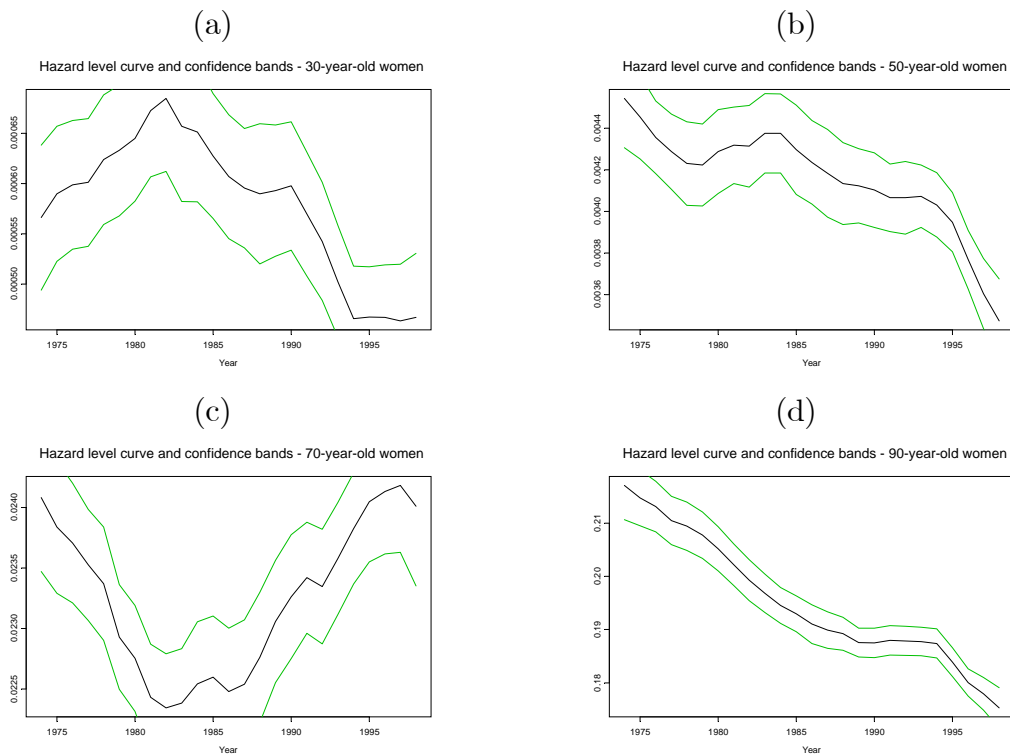 (a)
Hazard level curve and confidence bands - 30-year-old women
0.00065
0.00060
0.00055
0.00050
1975 1980 1985 1990 1995
Year
(b)
Hazard level curve and confidence bands - 50-year-old women
0.0044
0.0042
0.0040
0.0038
0.0036
1975 1980 1985 1990 1995
Year
(c)
Hazard level curve and confidence bands - 70-year-old women
0.0240
0.0235
0.0230
0.0225
1975 1980 1985 1990 1995
Year
(d)
Hazard level curve and confidence bands - 90-year-old women
0.21
0.20
0.19
0.18
1975 1980 1985 1990 1995
Year